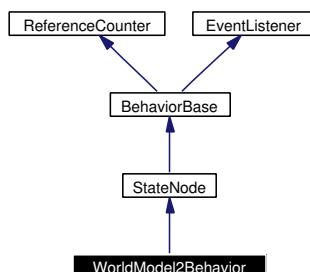 ReferenceCounter
EventListener
BehaviorBase
StateNode
WorldModel2Behavior